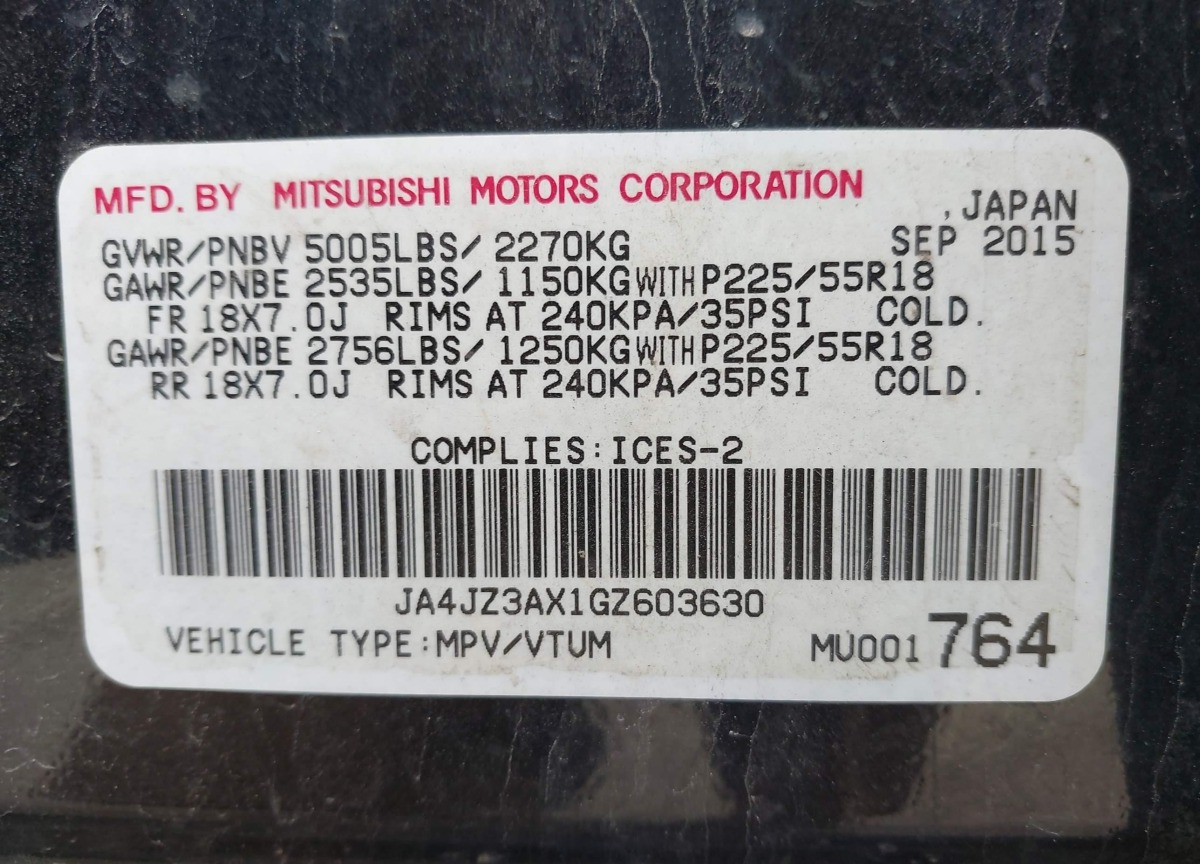 MFD. BY MITSUBISHI MOTORS CORPORATION
, JAPAN
GVWR/PNBV 5005LBS/ 2270KG SEP 2015
GAWR/PNBE 2535LBS/ 1150KG WITH P225/55R18
FR 18X7.0J RIMS AT 240KPA/35PSI COLD.
GAWR/PNBE 2756LBS/ 1250KG WITH P225/55R18
RR 18X7.0J RIMS AT 240KPA/35PSI COLD.
COMPLIES:ICES-2
JA4JZ3AX1GZ603630
VEHICLE TYPE:MPV/VTUM MU001 764